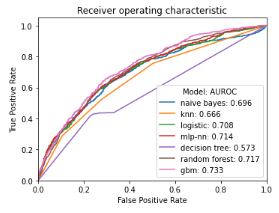 Receiver operating characteristic
1.0
0.8
0.6
0.4
0.2
0.0
True Positive Rate
Model: AUROC
naive bayes: 0.696
knn: 0.666
logistic: 0.708
mlp-nn: 0.714
decision tree: 0.573
random forest: 0.717
gbm: 0.733
0.0 0.2 0.4 0.6 0.8 1.0
False Positive Rate